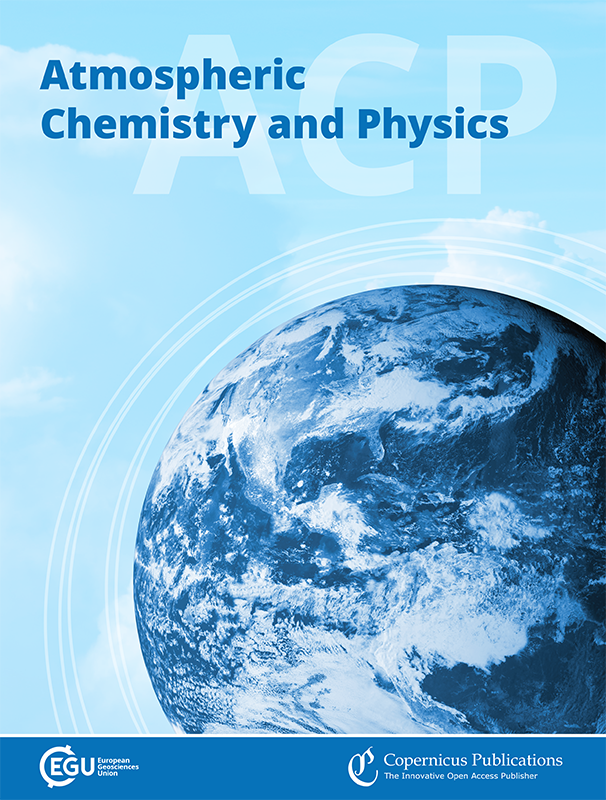 ACP
Atmospheric
Chemistry and Physics
EGU
European
Geosciences
Union
Copernicus Publications
The Innovative Open Access Publisher